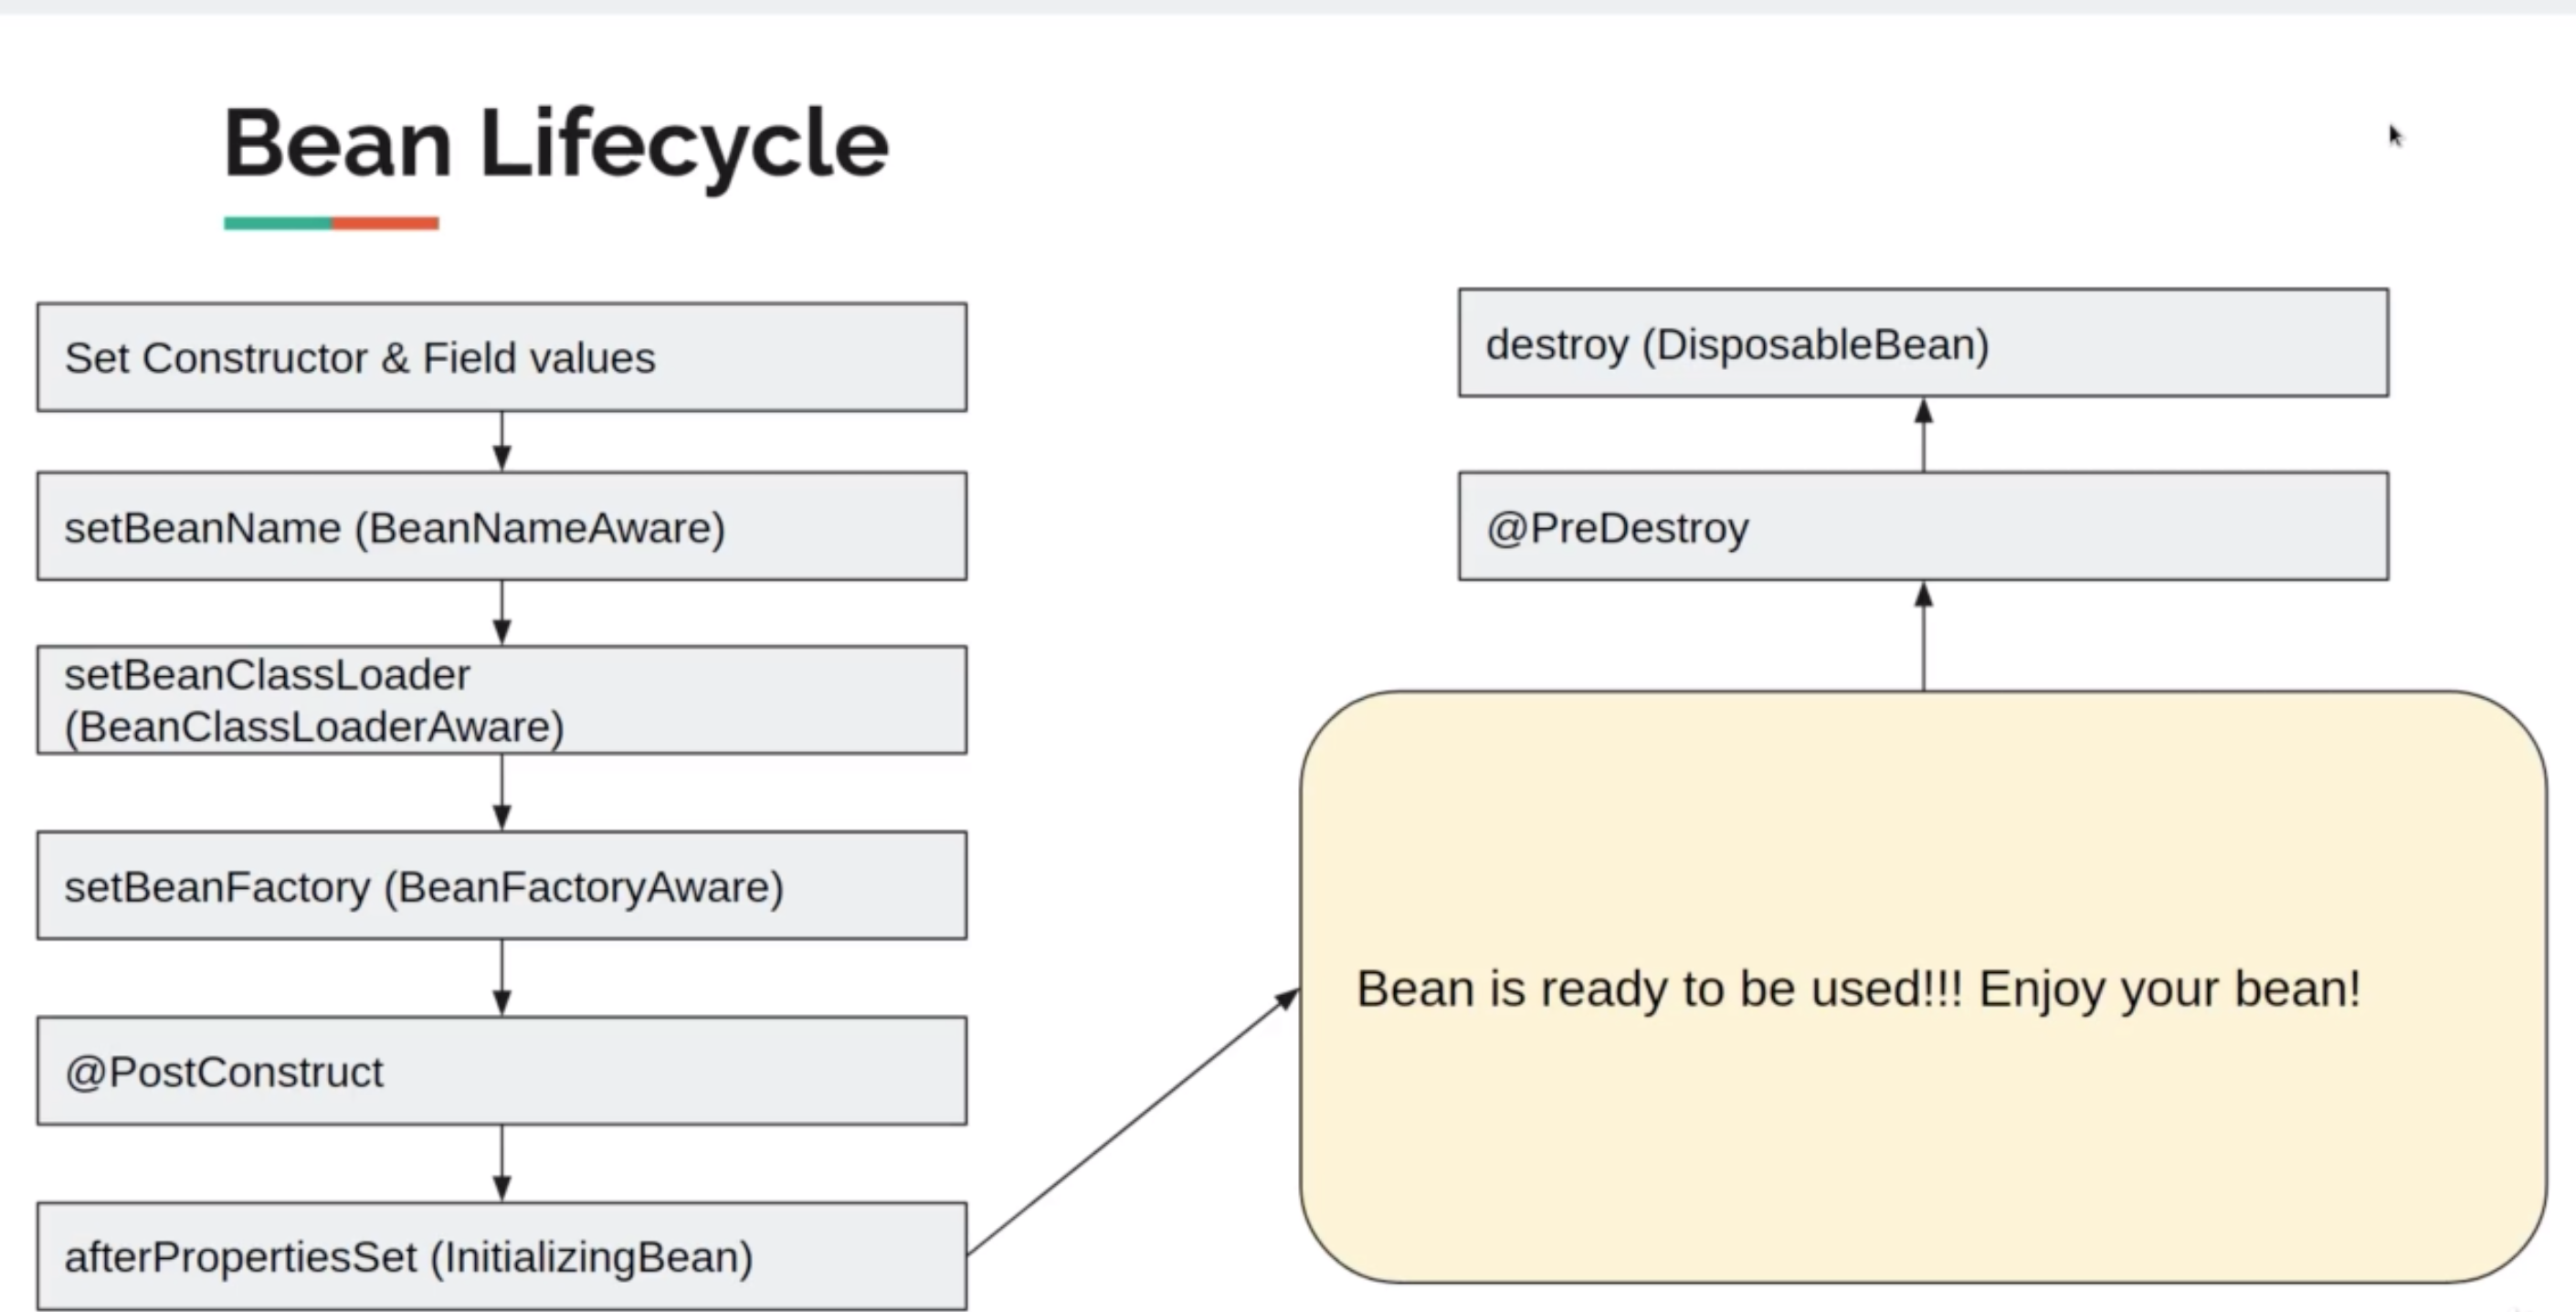 Bean Lifecycle
Set Constructor & Field values
setBeanName (BeanNameAware)
setBeanClassLoader
(BeanClassLoaderAware)
setBeanFactory (BeanFactoryAware)
@PostConstruct
afterPropertiesSet (InitializingBean)
Bean is ready to be used!!! Enjoy your bean!
@PreDestroy
destroy (DisposableBean)